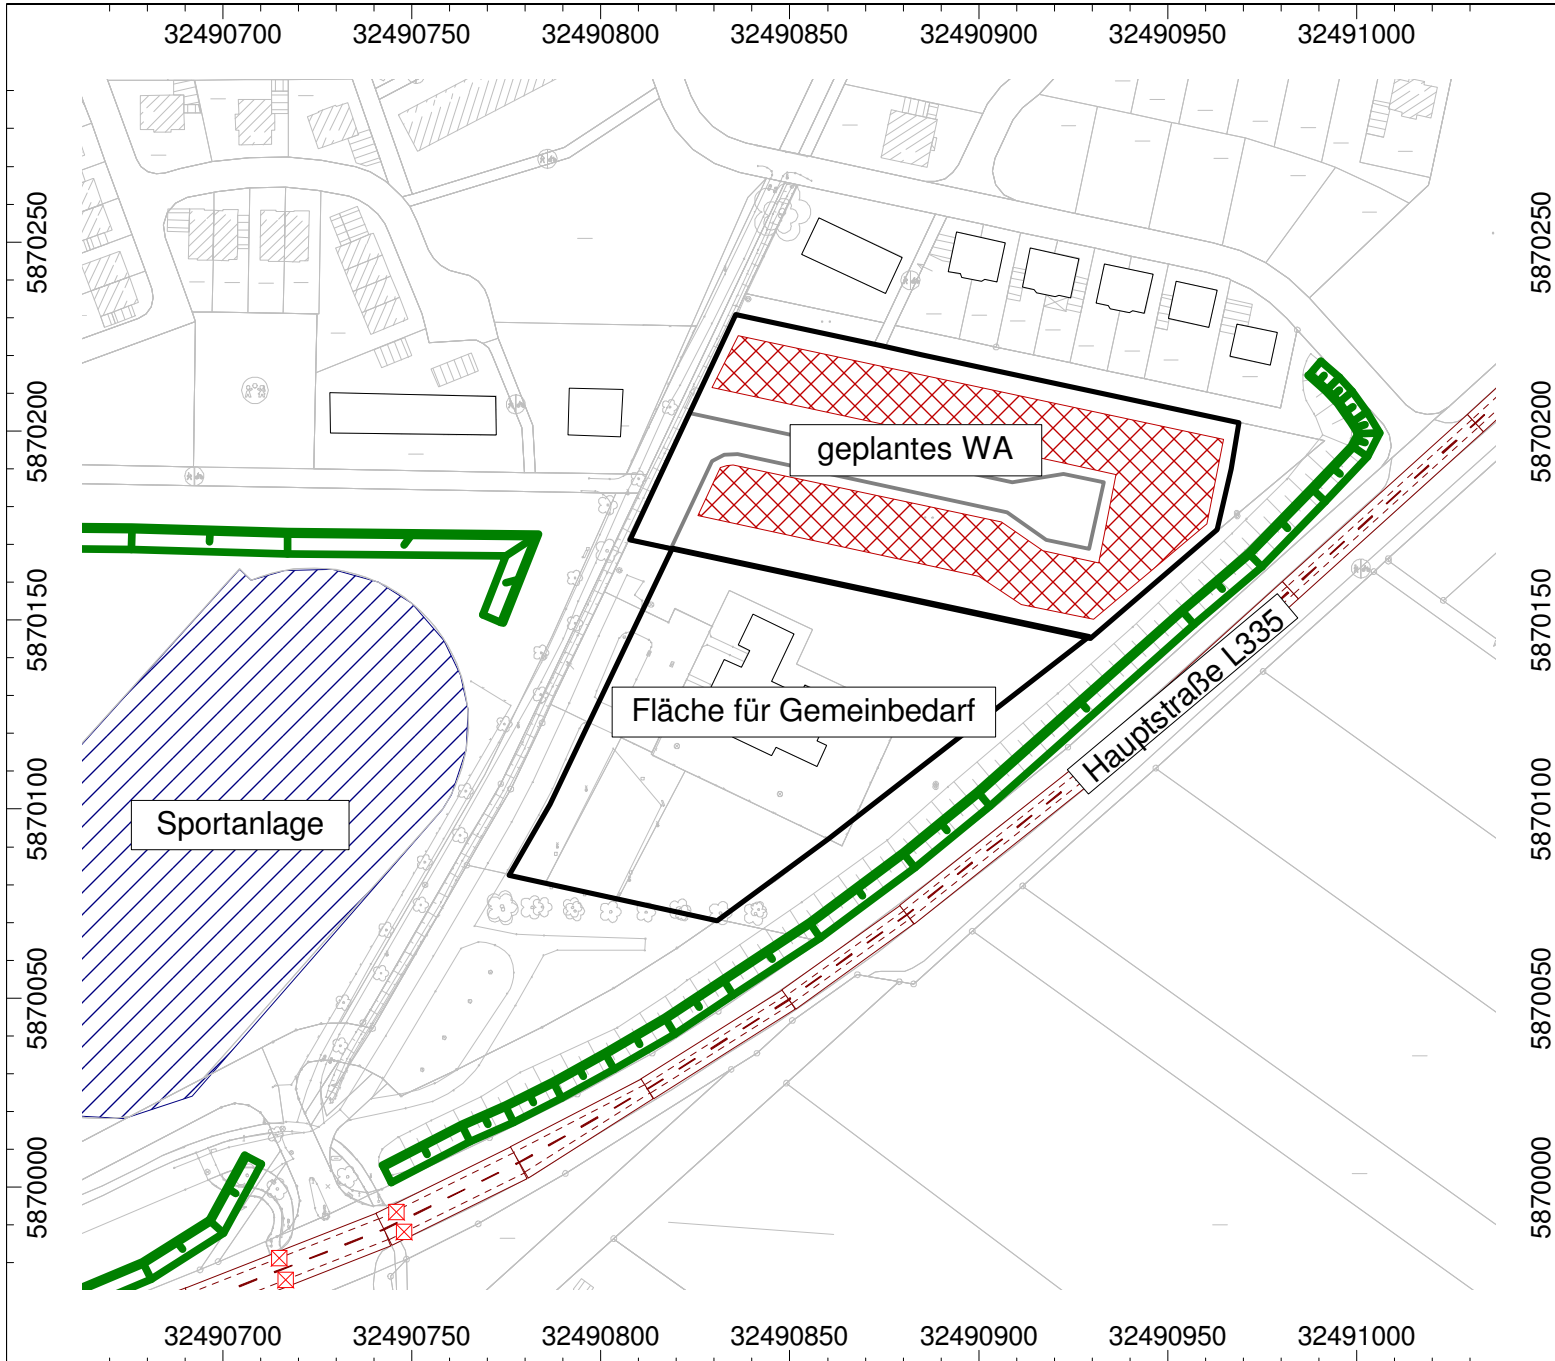 32490700 32490750 32490800 32490850 32490900 32490950 32491000
5870250 5870250
5870200 5870200
geplantes WA
5870150 5870150
Hauptstraße L335
Fläche für Gemeinbedarf
5870100 5870100
Sportanlage
5870050 5870050
5870000 5870000
32490700 32490750 32490800 32490850 32490900 32490950 32491000